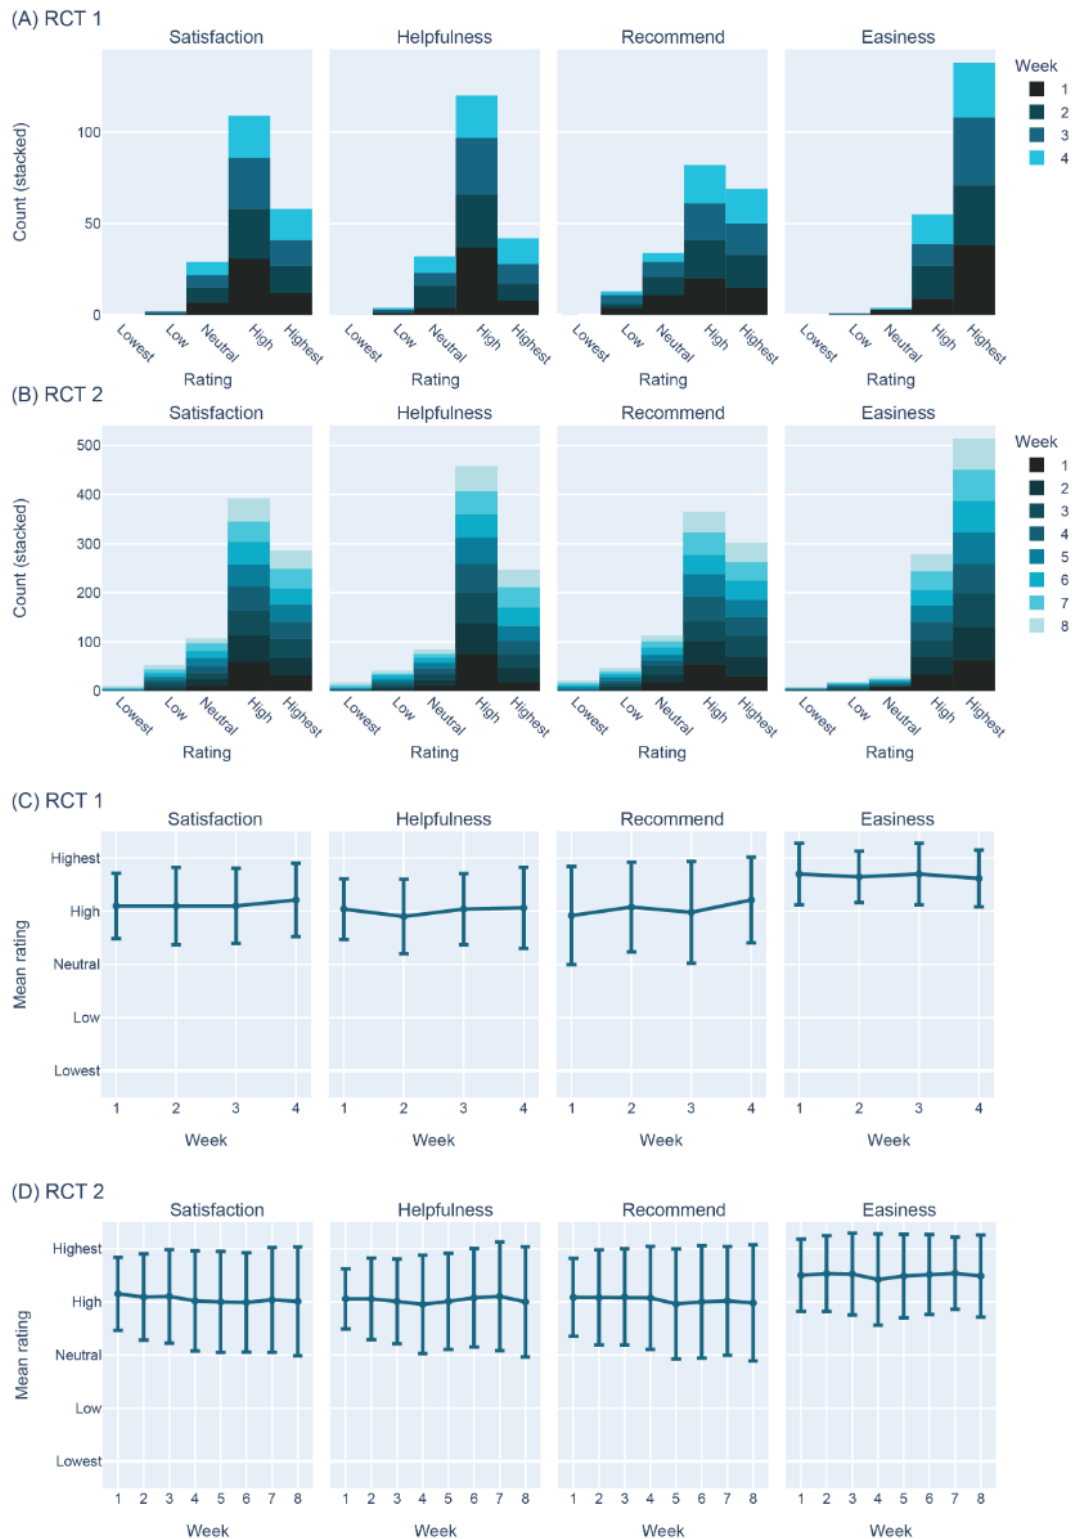 (A) RCT 1
Satisfaction Helpfulness Recommend Easiness
Week
1
2
3
4
Count (stacked)
100
50
0
Lowest Low Neutral High Highest Lowest Low Neutral High Highest Lowest Low Neutral High Highest Lowest Low Neutral High Highest
Rating Rating Rating Rating
(B) RCT 2
Satisfaction Helpfulness Recommend Easiness
Week
1
2
3
4
5
6
7
8
Count (stacked)
500
400
300
200
100
0
Lowest Low Neutral High Highest Lowest Low Neutral High Highest Lowest Low Neutral High Highest Lowest Low Neutral High Highest
Rating Rating Rating Rating
(C) RCT 1
Satisfaction Helpfulness Recommend Easiness
Mean rating
Highest
High
Neutral
Low
Lowest
1 2 3 4 1 2 3 4 1 2 3 4 1 2 3 4
Week Week Week Week
(D) RCT 2
Satisfaction Helpfulness Recommend Easiness
Mean rating
Highest
High
Neutral
Low
Lowest
1 2 3 4 5 6 7 8 1 2 3 4 5 6 7 8 1 2 3 4 5 6 7 8 1 2 3 4 5 6 7 8
Week Week Week Week